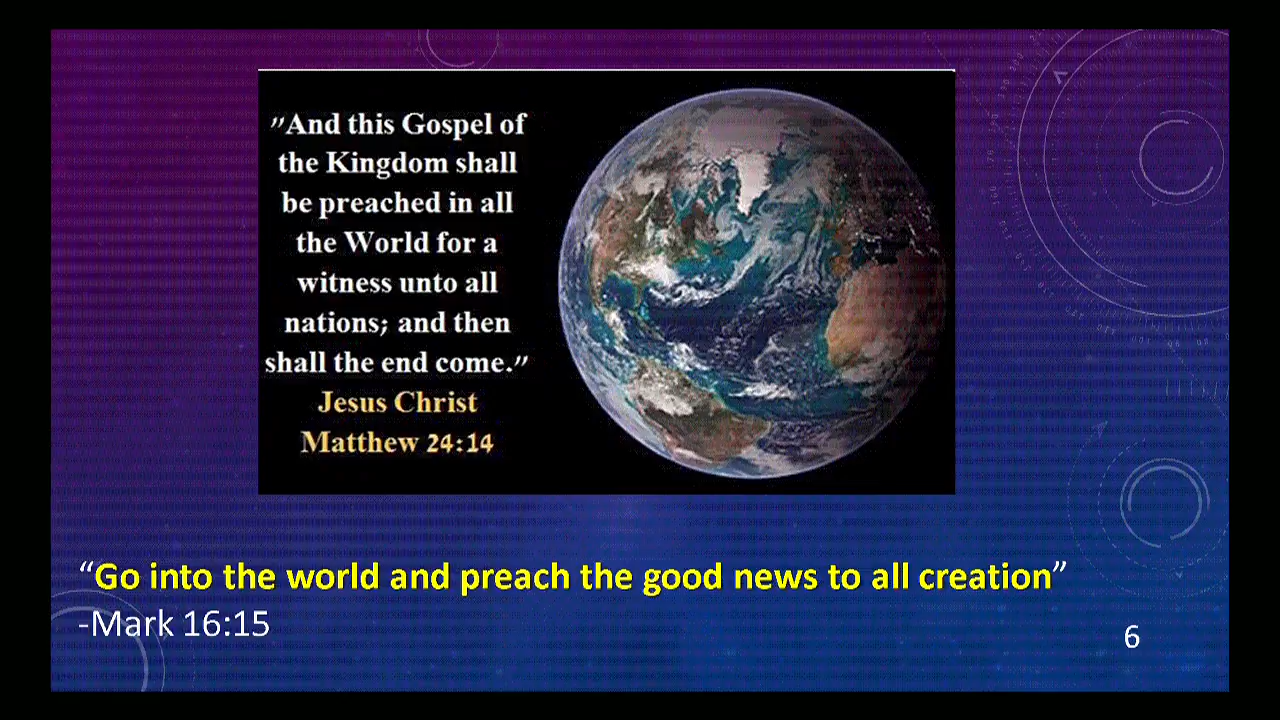 "And this Gospel of
the Kingdom shall
be preached in all
the World for a
witness unto all
nations; and then
shall the end come."
Jesus Christ
Matthew 24:14
“Go into the world and preach the good news to all creation”
-Mark 16:15
6